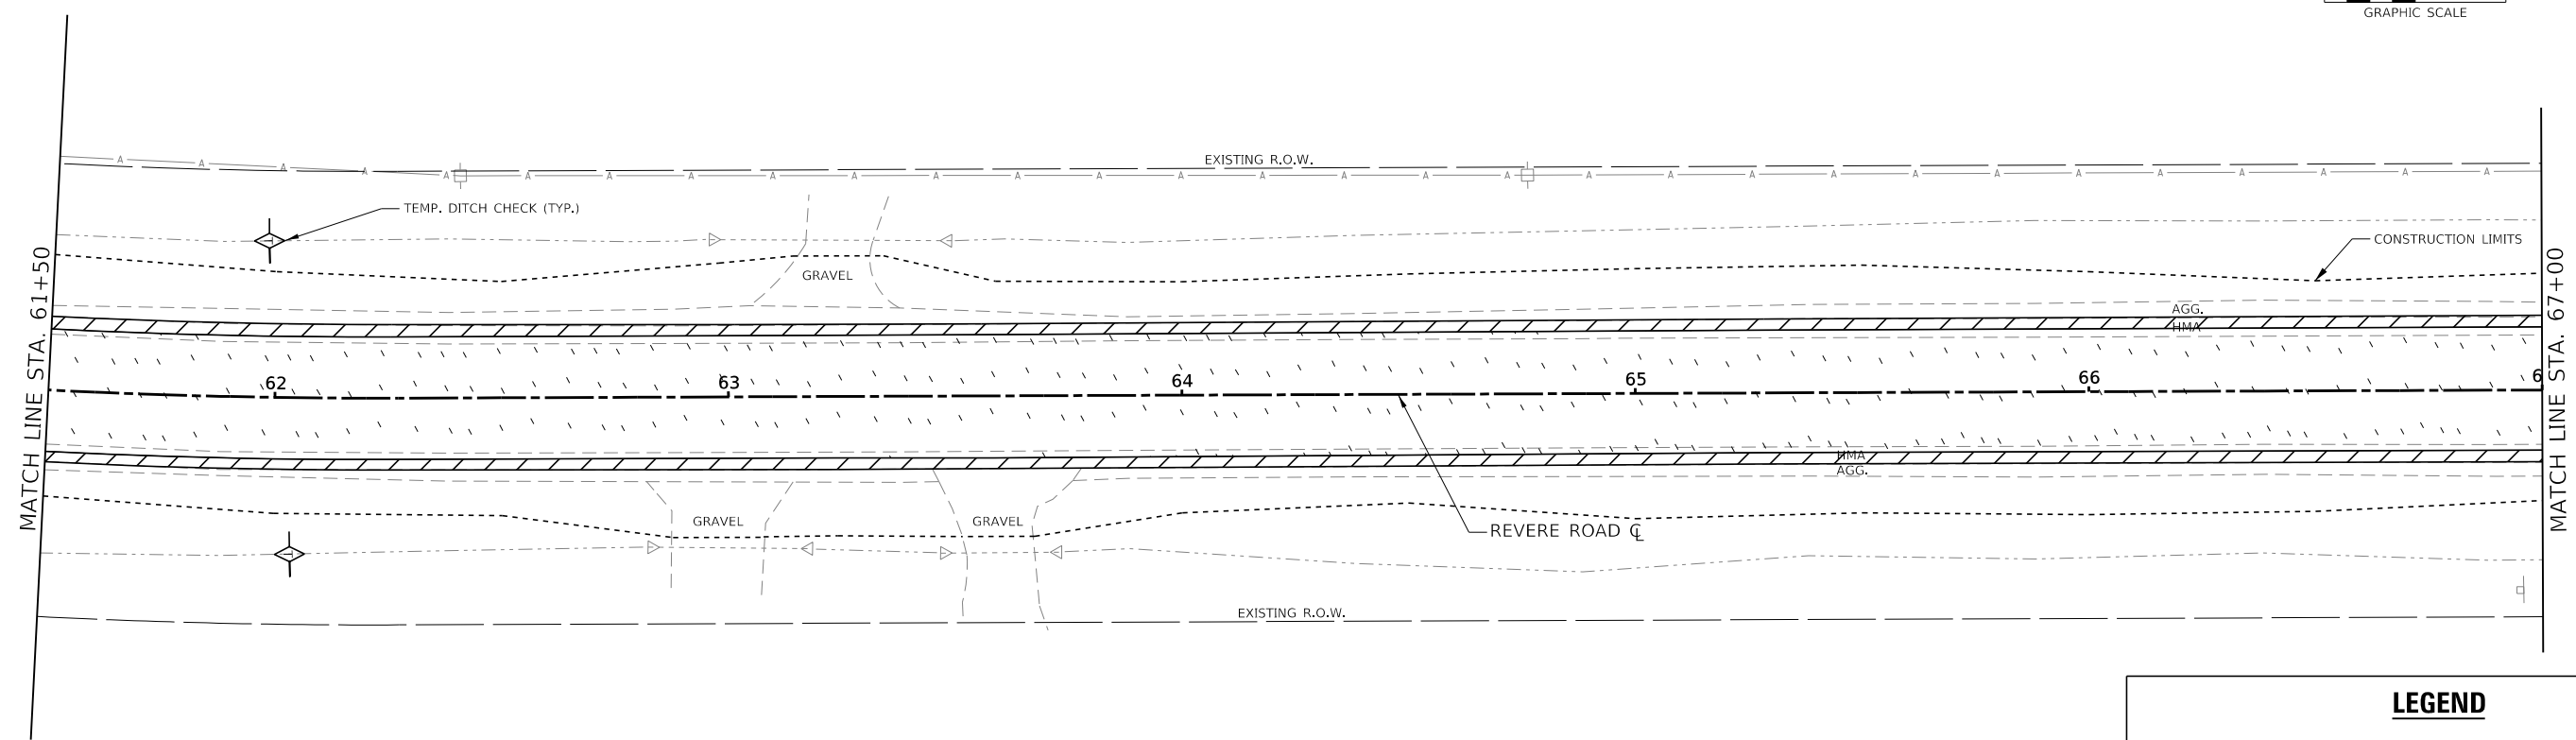 GRAPHIC SCALE
EXISTING R.O.W.
A A A A A A A A A A A A A A A A A A A A A A A A A A A A A A
TEMP. DITCH CHECK (TYP.)
CONSTRUCTION LIMITS
GRAVEL
AGG.
HMA
MATCH LINE STA. 61+50
MATCH LINE STA. 67+00
62 63 64 65 66 6
HMA
AGG.
GRAVEL GRAVEL
REVERE ROAD ℄
EXISTING R.O.W.
LEGEND